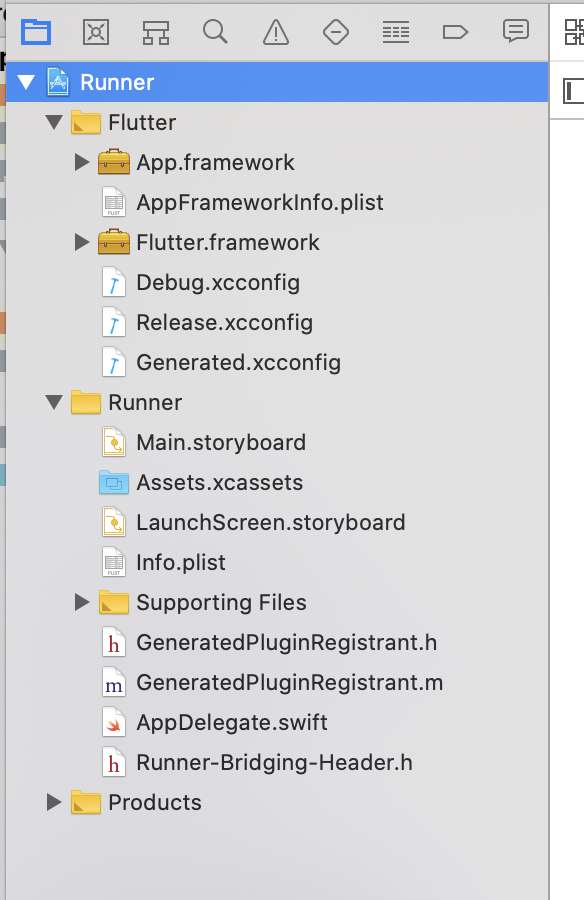 Runner
Flutter
App.framework
AppFrameworkInfo.plist
Flutter.framework
Debug.xcconfig
Release.xcconfig
Generated.xcconfig
Runner
Main.storyboard
Assets.xcassets
LaunchScreen.storyboard
Info.plist
Supporting Files
GeneratedPluginRegistrant.h
GeneratedPluginRegistrant.m
AppDelegate.swift
Runner-Bridging-Header.h
Products